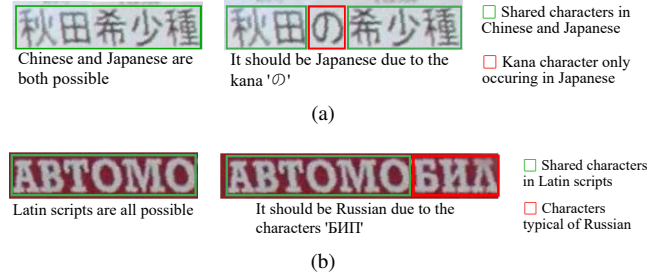 秋田希少種
秋田の希少種
Shared characters in
Chinese and Japanese
Chinese and Japanese are
both possible
It should be Japanese due to the
kana 'の'
Kana character only
occuring in Japanese
(a)
АВТОМО
АВТОМОБИЛ
Shared characters
in Latin scripts
Latin scripts are all possible
It should be Russian due to the
characters 'БИП'
Characters
typical of Russian
(b)